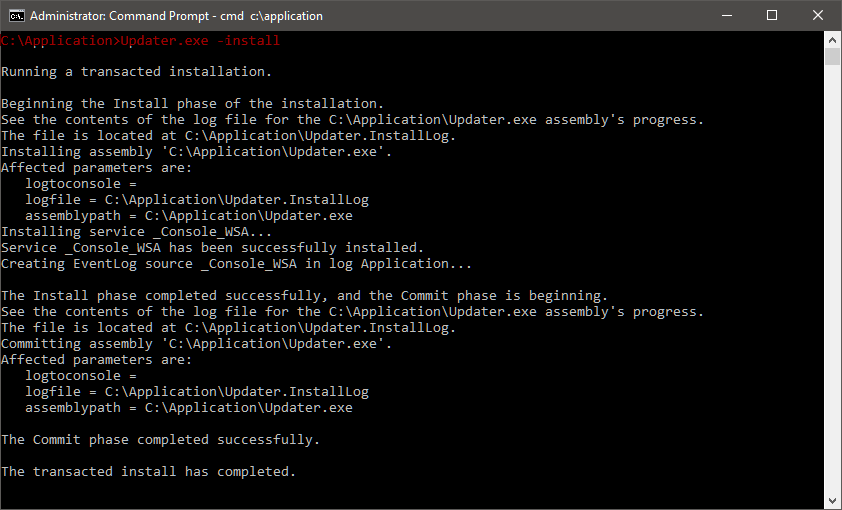 Administrator: Command Prompt - cmd  c:\application
C:\Application>Updater.exe -install
Running a transacted installation.
Beginning the Install phase of the installation.
See the contents of the log file for the C:\Application\Updater.exe assembly's progress.
The file is located at C:\Application\Updater.InstallLog.
Installing assembly 'C:\Application\Updater.exe'.
Affected parameters are:
   logtoconsole =
   logfile = C:\Application\Updater.InstallLog
   assemblypath = C:\Application\Updater.exe
Installing service _Console_WSA...
Service _Console_WSA has been successfully installed.
Creating EventLog source _Console_WSA in log Application...
The Install phase completed successfully, and the Commit phase is beginning.
See the contents of the log file for the C:\Application\Updater.exe assembly's progress.
The file is located at C:\Application\Updater.InstallLog.
Committing assembly 'C:\Application\Updater.exe'.
Affected parameters are:
   logtoconsole =
   logfile = C:\Application\Updater.InstallLog
   assemblypath = C:\Application\Updater.exe
The Commit phase completed successfully.
The transacted install has completed.